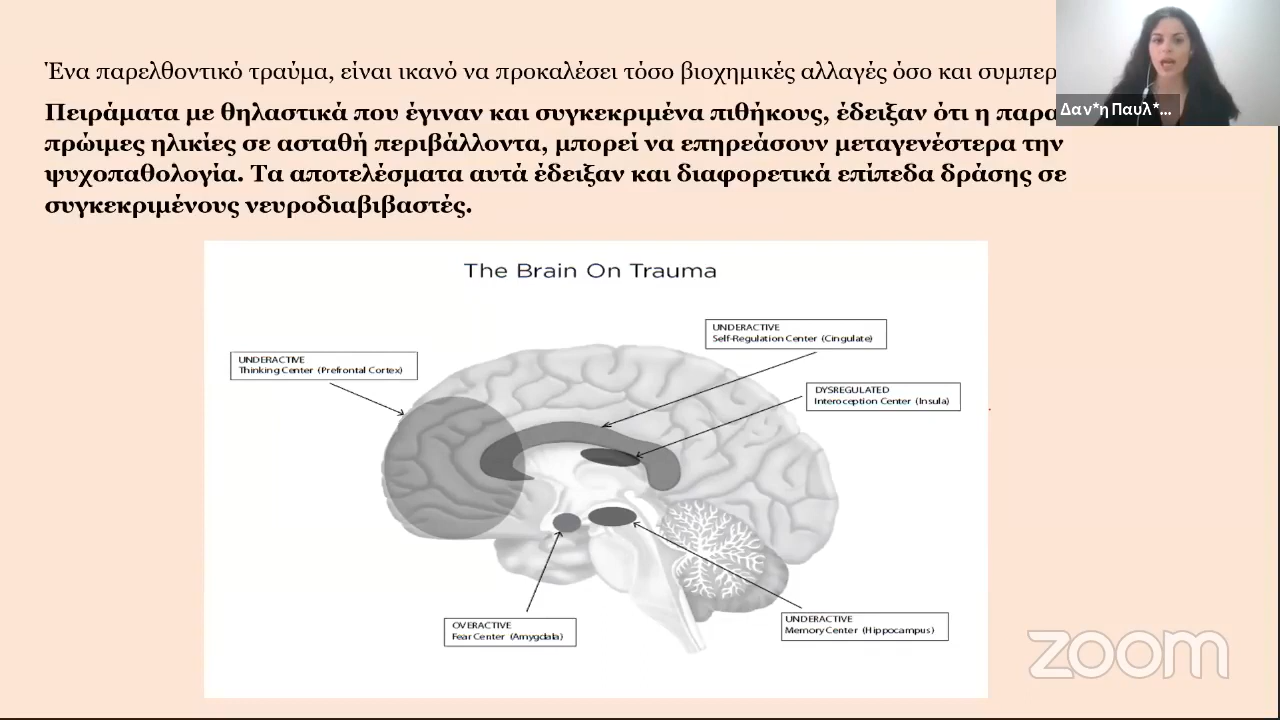 Ένα παρελθοντικό τραύμα, είναι ικανό να προκαλέσει τόσο βιοχημικές αλλαγές όσο και
Πειράματα με θηλαστικά που έγιναν και συγκεκριμένα πιθήκους, έδειξαν ότι η
πρώιμες ηλικίες σε ασταθή περιβάλλοντα, μπορεί να επηρεάσουν μεταγενέστερα την
ψυχοπαθολογία. Τα αποτελέσματα αυτά έδειξαν και διαφορετικά επίπεδα δράσης σε
συγκεκριμένους νευροδιαβιβαστές.
Δαν*η Παυλ*...
The Brain On Trauma
UNDERACTIVE
Self-Regulation Center (Cingulate)
UNDERACTIVE
Thinking Center (Prefrontal Cortex)
DYSREGULATED
Interoception Center (Insula)
OVERACTIVE
Fear Center (Amygdala)
UNDERACTIVE
Memory Center (Hippocampus)
zoom